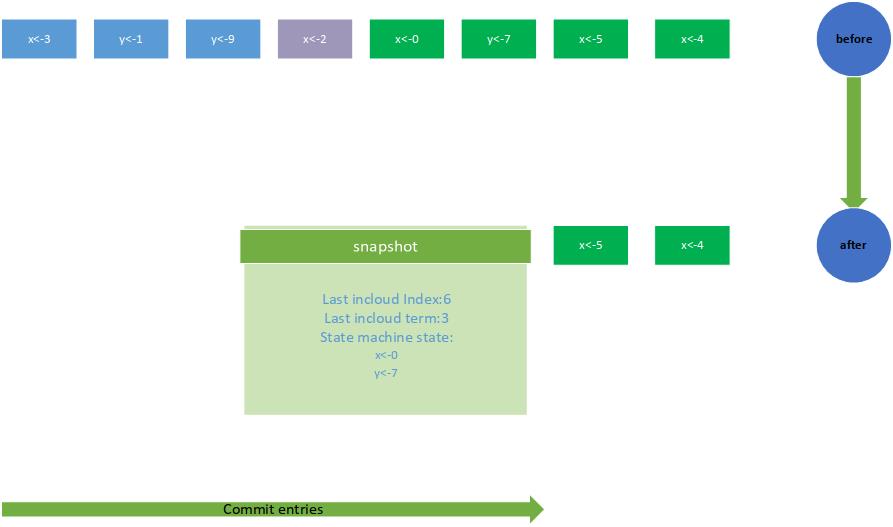 x<-3 y<-1 y<-9 x<-2 x<-0 y<-7 x<-5 x<-4 before
snapshot x<-5 x<-4 after
Last incloud Index:6
Last incloud term:3
State machine state:
x<-0
y<-7
Commit entries